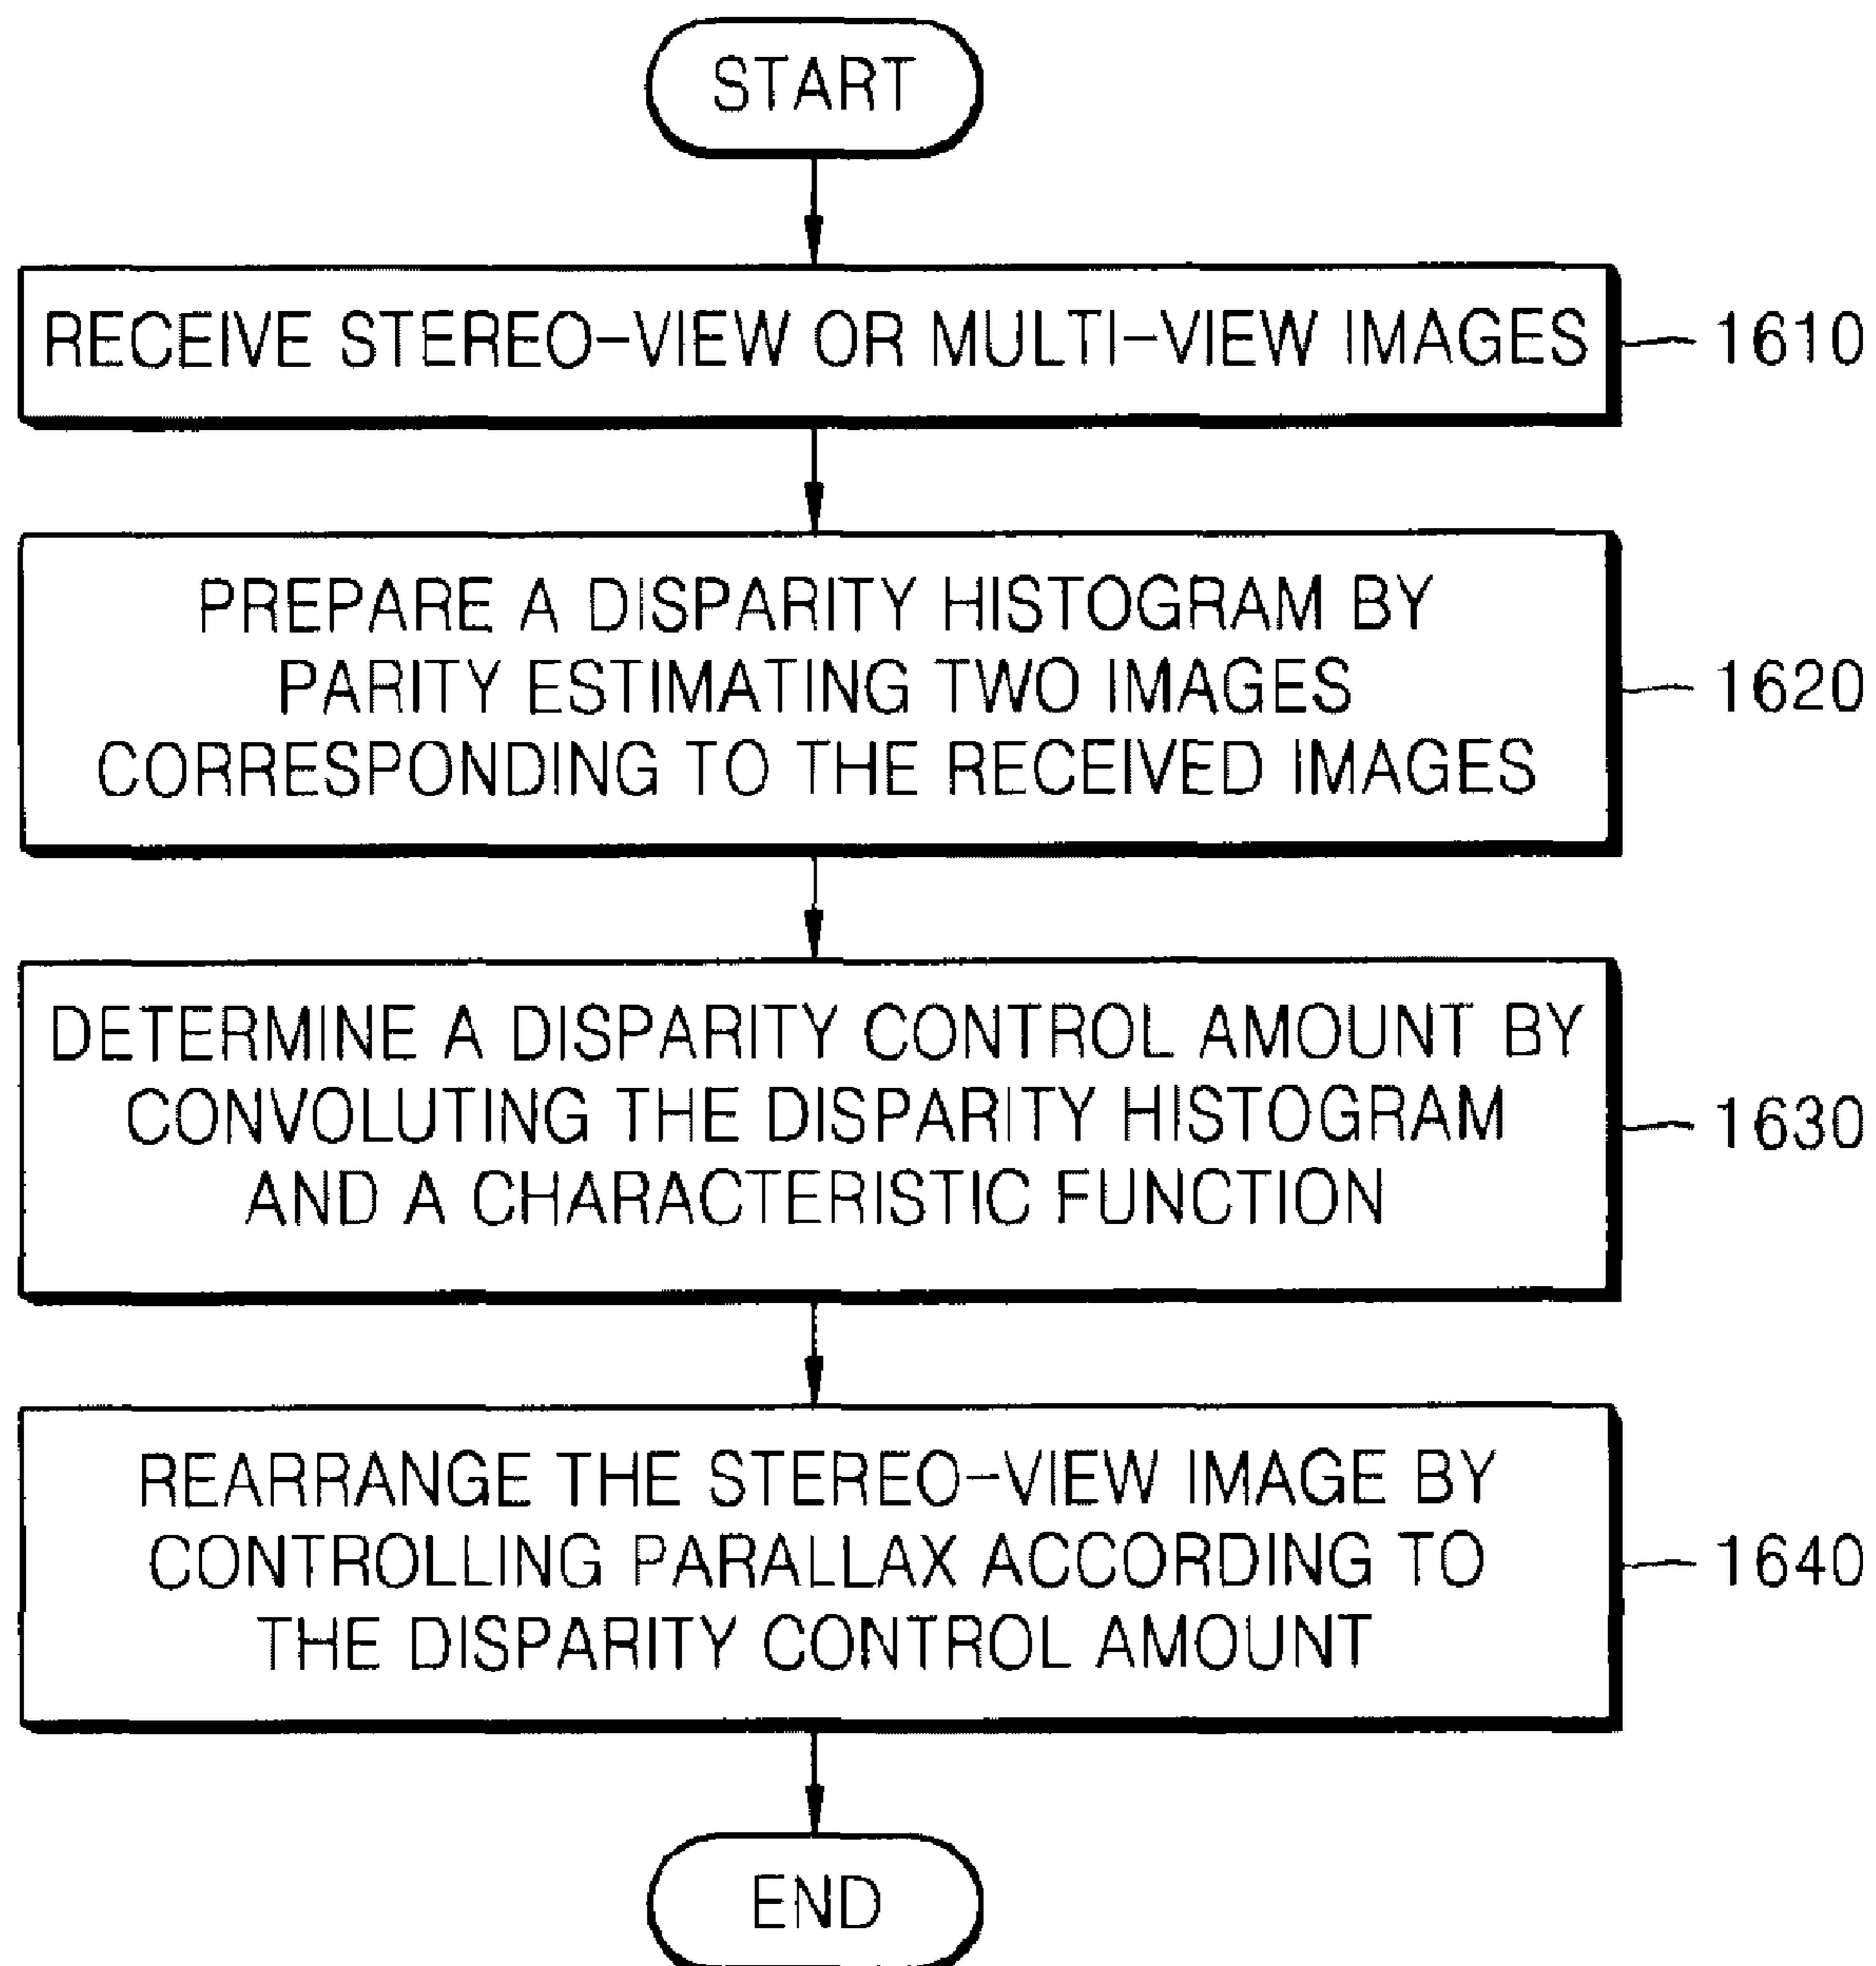 START
RECEIVE STEREO-VIEW OR MULTI-VIEW IMAGES
1610
PREPARE A DISPARITY HISTOGRAM BY
PARITY ESTIMATING TWO IMAGES
CORRESPONDING TO THE RECEIVED IMAGES
1620
DETERMINE A DISPARITY CONTROL AMOUNT BY
CONVOLUTING THE DISPARITY HISTOGRAM
AND A CHARACTERISTIC FUNCTION
1630
REARRANGE THE STEREO-VIEW IMAGE BY
CONTROLLING PARALLAX ACCORDING TO
THE DISPARITY CONTROL AMOUNT
1640
END